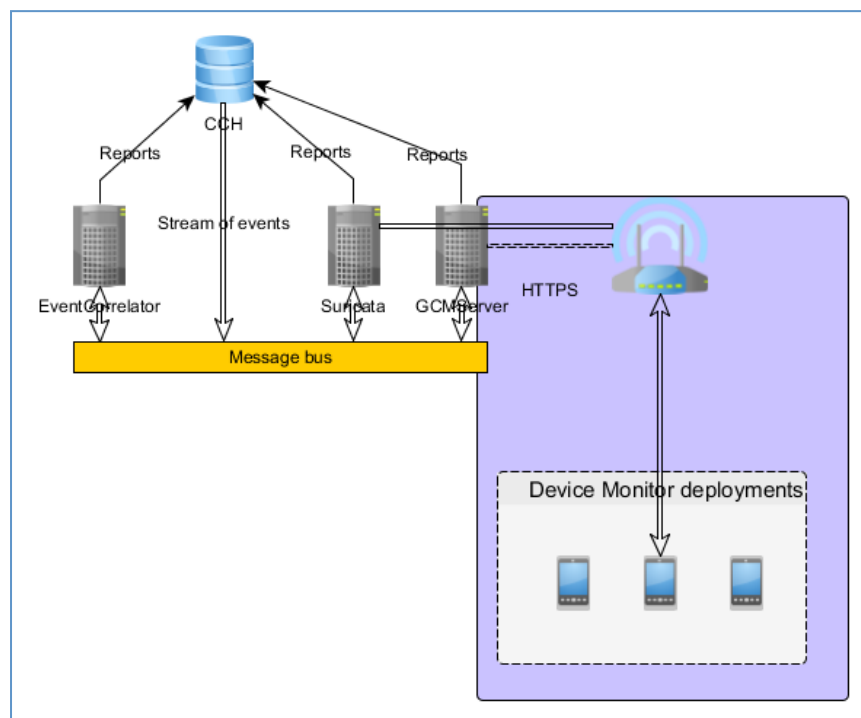 CCH
Reports
Reports
Reports
Stream of events
EventCorrelator
Suricata
GCMServer
HTTPS
Message bus
Device Monitor deployments